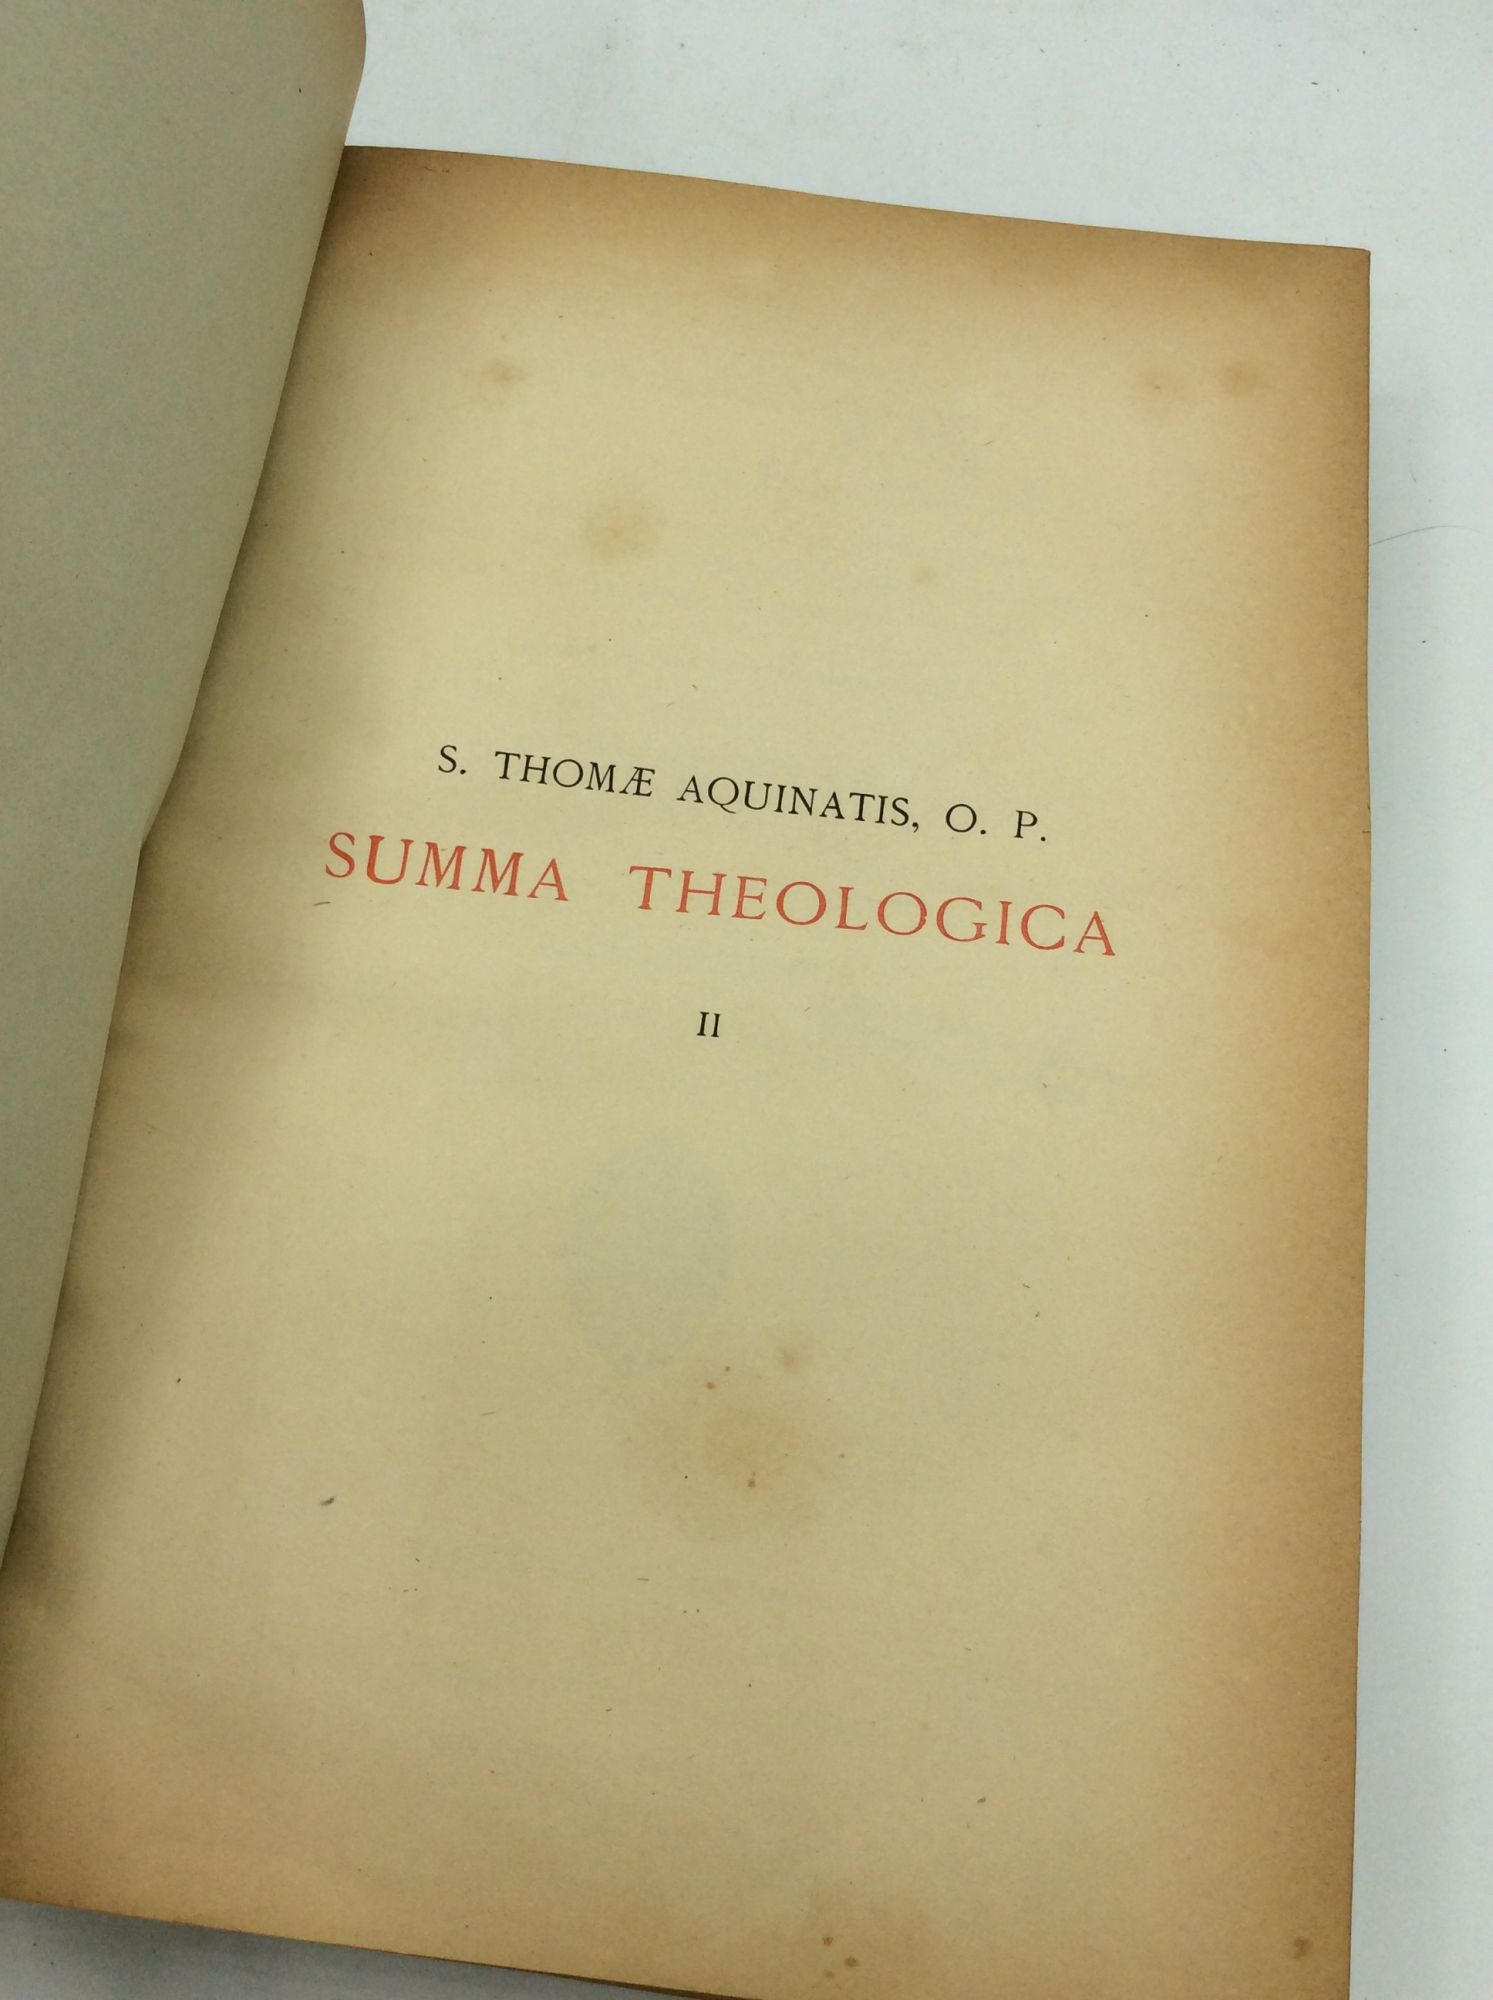 S. THOMÆ AQUINATIS, O. P.
SUMMA THEOLOGICA
II